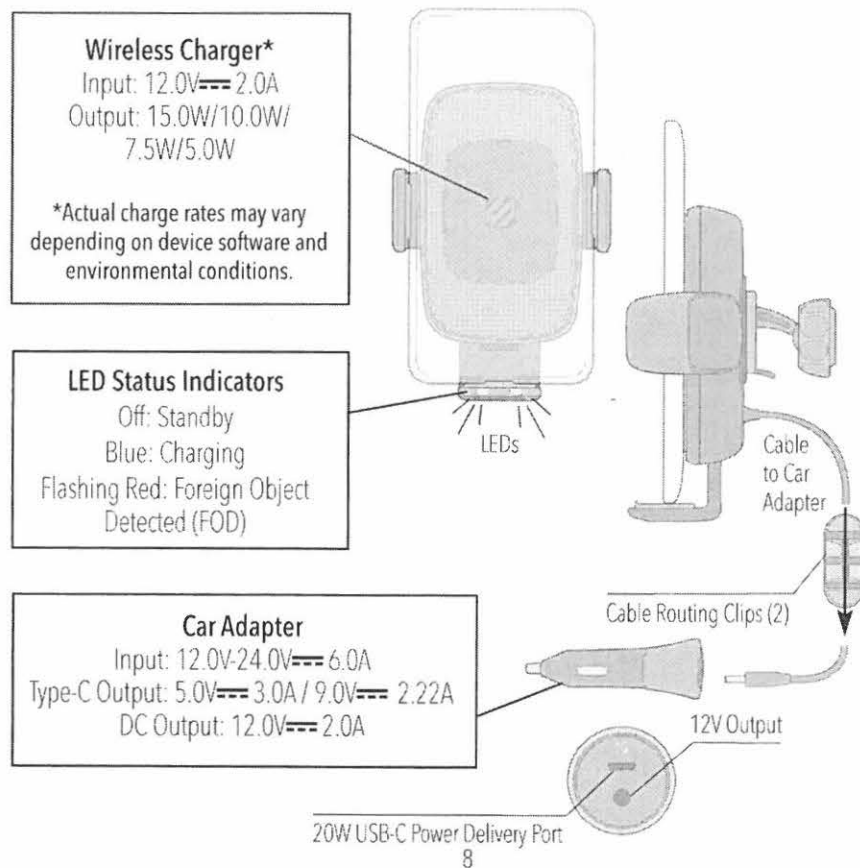 Wireless Charger*
Input: 12.0V⎓ 2.0A
Output: 15.0W/10.0W/
7.5W/5.0W
*Actual charge rates may vary
depending on device software and
environmental conditions.
LED Status Indicators
Off: Standby
Blue: Charging
Flashing Red: Foreign Object
Detected (FOD)
LEDs
Cable
to Car
Adapter
Cable Routing Clips (2)
Car Adapter
Input: 12.0V-24.0V⎓ 6.0A
Type-C Output: 5.0V⎓ 3.0A / 9.0V⎓ 2.22A
DC Output: 12.0V⎓ 2.0A
12V Output
20W USB-C Power Delivery Port
8